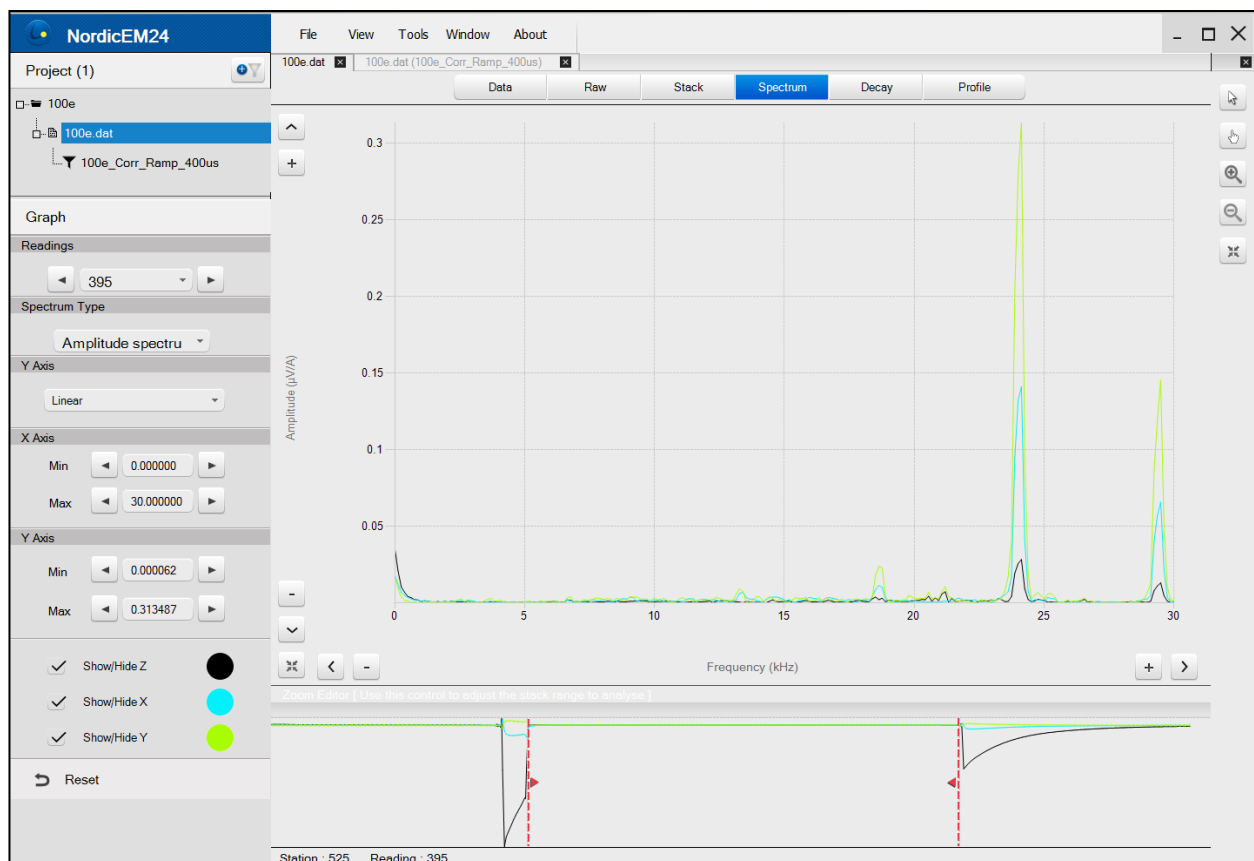 NordicEM24
File View Tools Window About
Project (1)
100e.dat
100e.dat (100e_Corr_Ramp_400us)
Data Raw Stack Spectrum Decay Profile
100e
100e.dat
100e_Corr_Ramp_400us
Graph
Readings
395
Spectrum Type
Amplitude spectru
Y Axis
Linear
X Axis
Min 0.000000
Max 30.000000
Y Axis
Min 0.000062
Max 0.313487
Show/Hide Z
Show/Hide X
Show/Hide Y
Reset
0.3
0.25
0.2
0.15
0.1
0.05
Amplitude (µV/A)
0 5 10 15 20 25 30
Frequency (kHz)
Zoom Editor [ Use this control to adjust the stack range to analyse ]
Station : 525 Reading : 395